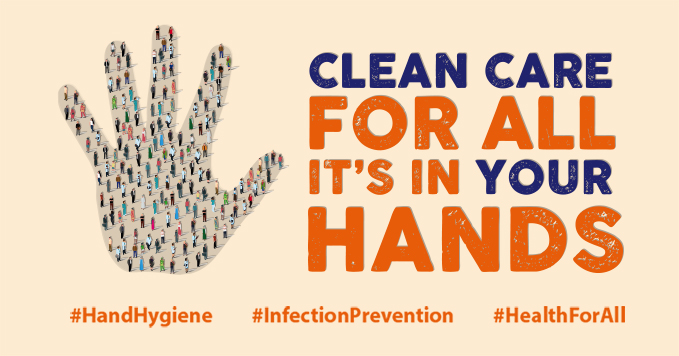 CLEAN CARE
FOR ALL
IT'S IN YOUR
HANDS
#HandHygiene #InfectionPrevention #HealthForAll